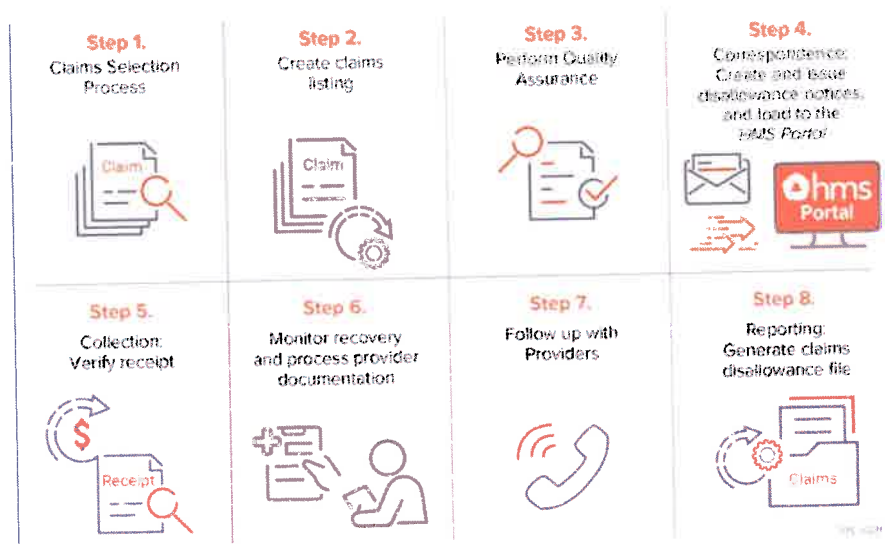 Step 1.
Claims Selection
Process
Claim
Step 2.
Create claims
listing
Claim
Step 3.
Perform Quality
Assurance
Step 4.
Correspondence:
Create and issue
disallowance notices,
and load to the
HMS Portal
hms
Portal
Step 5.
Collection:
Verify receipt
$
Receipt
Step 6.
Monitor recovery
and process provider
documentation
Step 7.
Follow up with
Providers
Step 8.
Reporting:
Generate claims
disallowance file
Claims